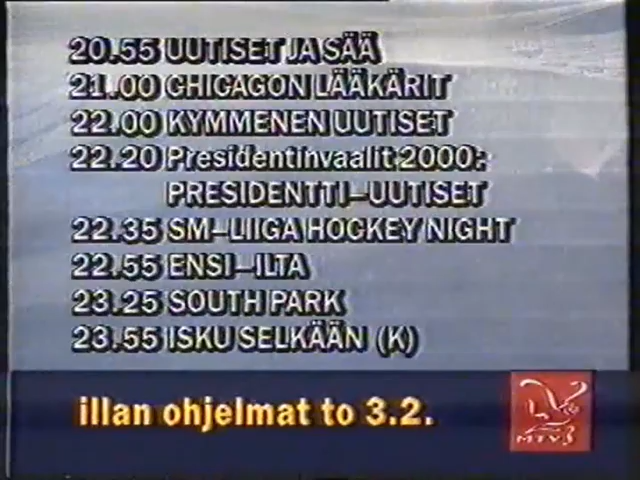 20.55 UUTISET JA SÄÄ
21.00 CHICAGON LÄÄKÄRIT
22.00 KYMMENEN UUTISET
22.20 Presidentinvaalit 2000:
PRESIDENTTI-UUTISET
22.35 SM-LIIGA HOCKEY NIGHT
22.55 ENSI-ILTA
23.25 SOUTH PARK
23.55 ISKU SELKÄÄN (K)
illan ohjelmat to 3.2.
MTV3